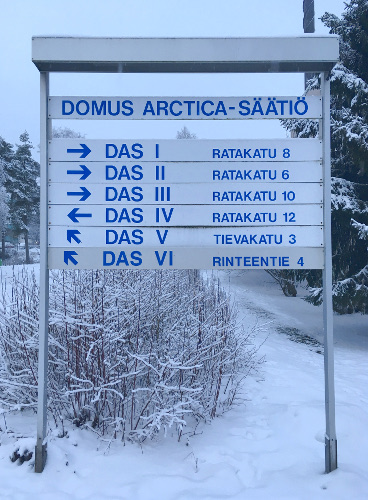 DOMUS ARCTICA-SÄÄTIÖ
→ DAS I RATAKATU 8
→ DAS II RATAKATU 6
→ DAS III RATAKATU 10
← DAS IV RATAKATU 12
↖ DAS V TIEVAKATU 3
↖ DAS VI RINTEENTIE 4